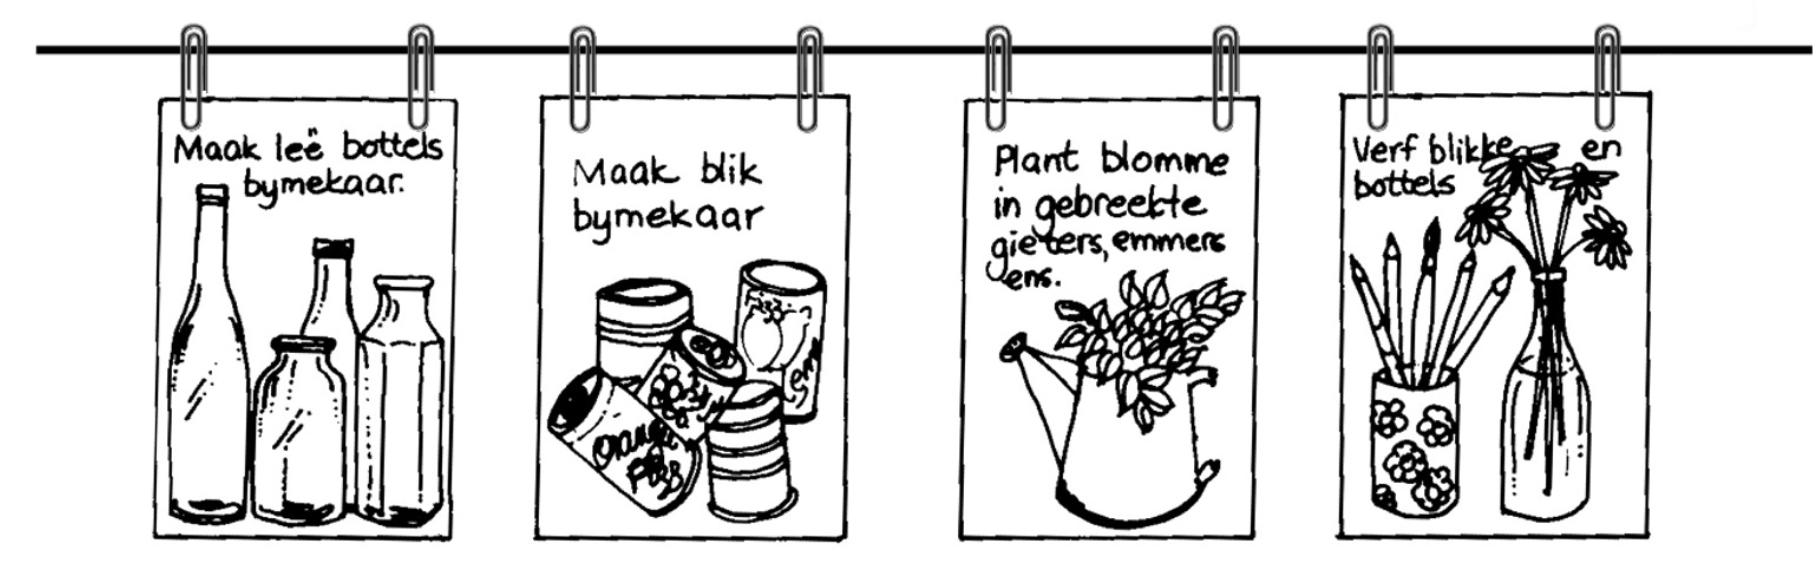 Maak leë bottels
bymekaar.
Maak blik
bymekaar
Plant blomme
in gebreekte
gieters, emmers
ens.
Verf blikke en
bottels